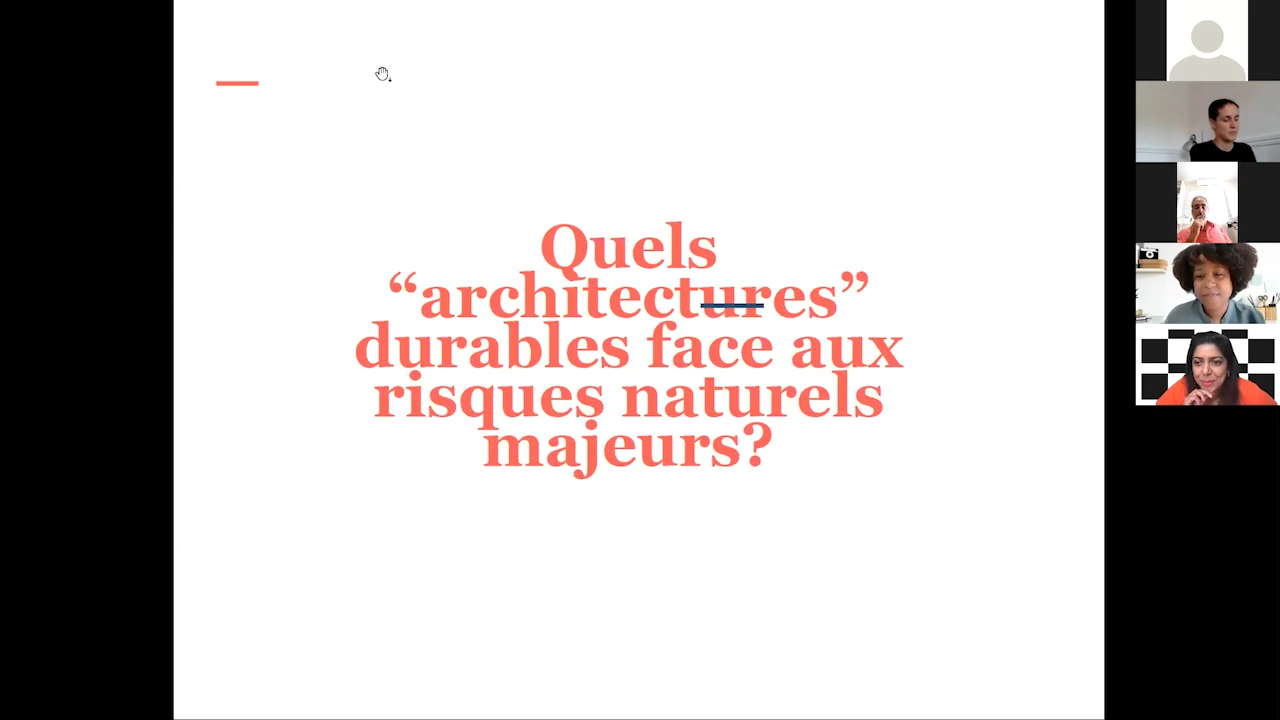 Quels
“architectures”
durables face aux
risques naturels
majeurs?